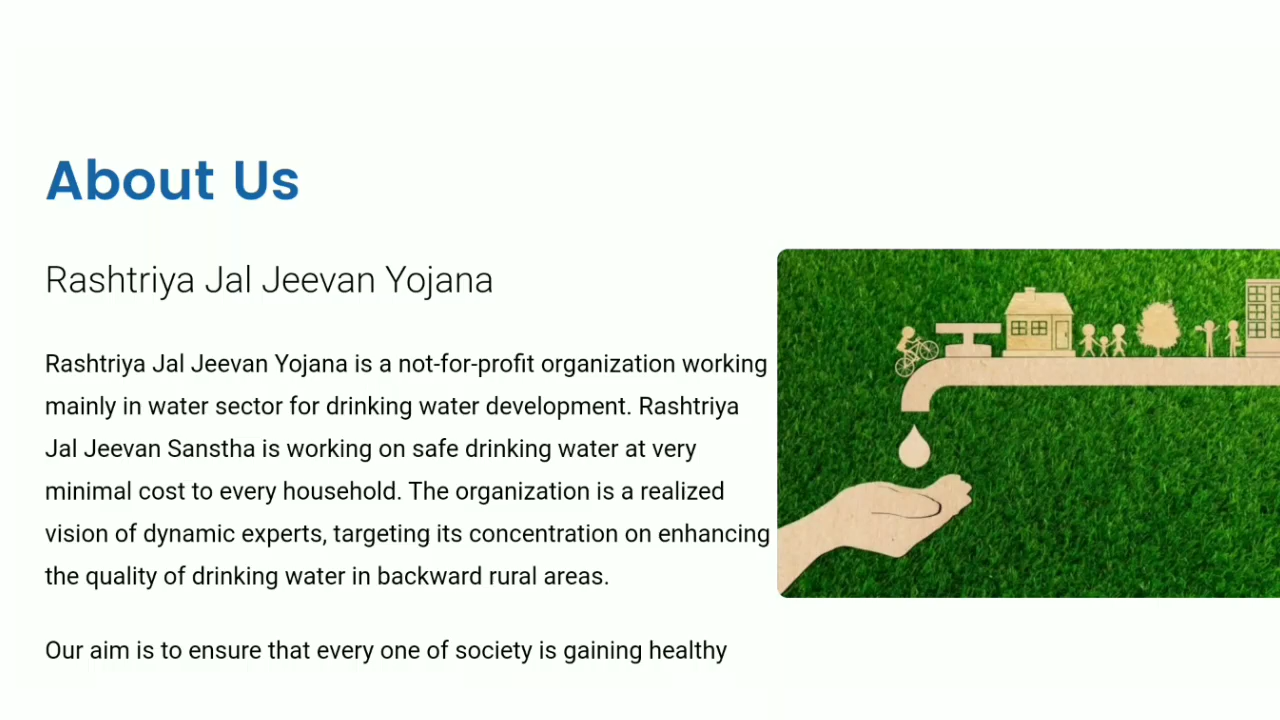 About Us
Rashtriya Jal Jeevan Yojana
Rashtriya Jal Jeevan Yojana is a not-for-profit organization working
mainly in water sector for drinking water development. Rashtriya
Jal Jeevan Sanstha is working on safe drinking water at very
minimal cost to every household. The organization is a realized
vision of dynamic experts, targeting its concentration on enhancing
the quality of drinking water in backward rural areas.
Our aim is to ensure that every one of society is gaining healthy